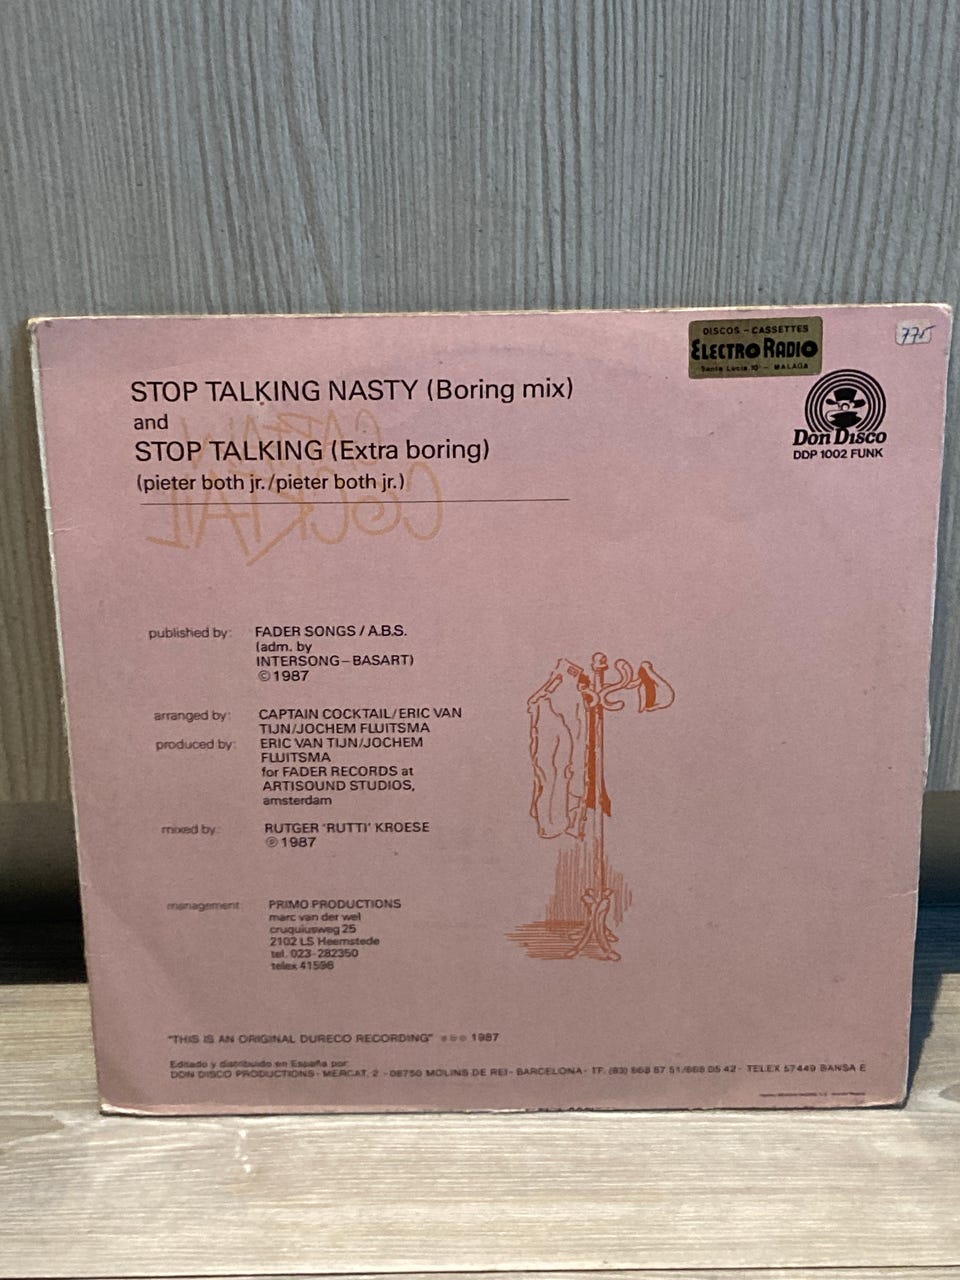 DISCOS - CASSETTES
ELECTRO RADIO
Santa Lucia, 10 - MALAGA
775
STOP TALKING NASTY (Boring mix)
and
STOP TALKING (Extra boring)
(pieter both jr./pieter both jr.)
CAPTAIN
COCKTAIL
Don Disco
DDP 1002 FUNK
published by: FADER SONGS / A.B.S.
(adm. by
INTERSONG–BASART)
©1987
arranged by: CAPTAIN COCKTAIL/ERIC VAN
TIJN/JOCHEM FLUITSMA
produced by: ERIC VAN TIJN/JOCHEM
FLUITSMA
for FADER RECORDS at
ARTISOUND STUDIOS,
amsterdam
mixed by: RUTGER 'RUTTI' KROESE
℗1987
management: PRIMO PRODUCTIONS
marc van der wel
cruquiusweg 25
2102 LS Heemstede
tel. 023-282350
telex 41596
"THIS IS AN ORIGINAL DURECO RECORDING" 1987
Editado y distribuido en España por:
DON DISCO PRODUCTIONS - MERCAT, 2 - 08750 MOLINS DE REI - BARCELONA - TF. (93) 668 57 51/668 05 42 - TELEX 57449 BANSA E